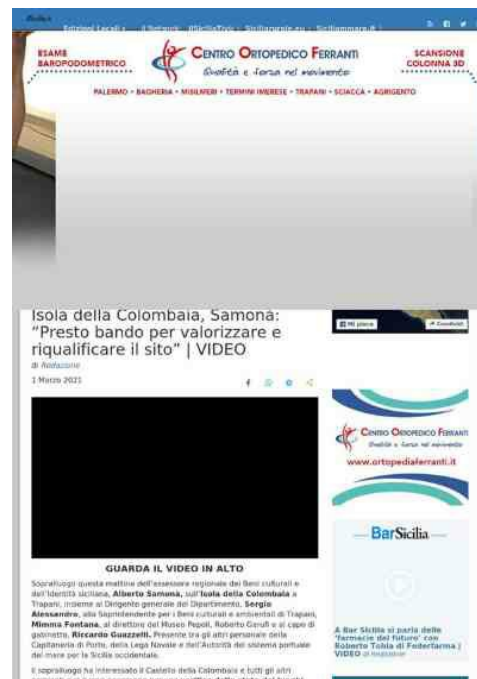 Edizioni Locali
Il Network:
ilSiciliaTivù
Sicilianrurale.eu
Siciliammare.it
ESAME
BAROPODOMETRICO
CENTRO ORTOPEDICO FERRANTI
Qualità e forza nel movimento
SCANSIONE
COLONNA 3D
PALERMO • BAGHERIA • MISILMERI • TERMINI IMERESE • TRAPANI • SCIACCA • AGRIGENTO
Isola della Colombaia, Samonà:
“Presto bando per valorizzare e
riqualificare il sito” | VIDEO
di Redazione
1 Marzo 2021
GUARDA IL VIDEO IN ALTO
Sopralluogo questa mattina dell'assessore regionale dei Beni culturali e
dell'Identità siciliana, Alberto Samonà, sull'Isola della Colombaia a
Trapani, insieme al Dirigente generale del Dipartimento, Sergio
Alessandro, alla Soprintendente per i Beni culturali e ambientali di Trapani,
Mimma Fontana, al direttore del Museo Pepoli, Roberto Garufi e al capo di
gabinetto, Riccardo Guazzelli. Presente tra gli altri personale della
Capitaneria di Porto, della Lega Navale e dell'Autorità del sistema portuale
del mare per la Sicilia occidentale.
Il sopralluogo ha interessato il Castello della Colombaia e tutti gli altri
Mi piace
Condividi
CENTRO ORTOPEDICO FERRANTI
Qualità e forza nel movimento
www.ortopediaferranti.it
BarSicilia
A Bar Sicilia si parla delle
'farmacie del futuro' con
Roberto Tobia di Federfarma |
VIDEO di Redazione